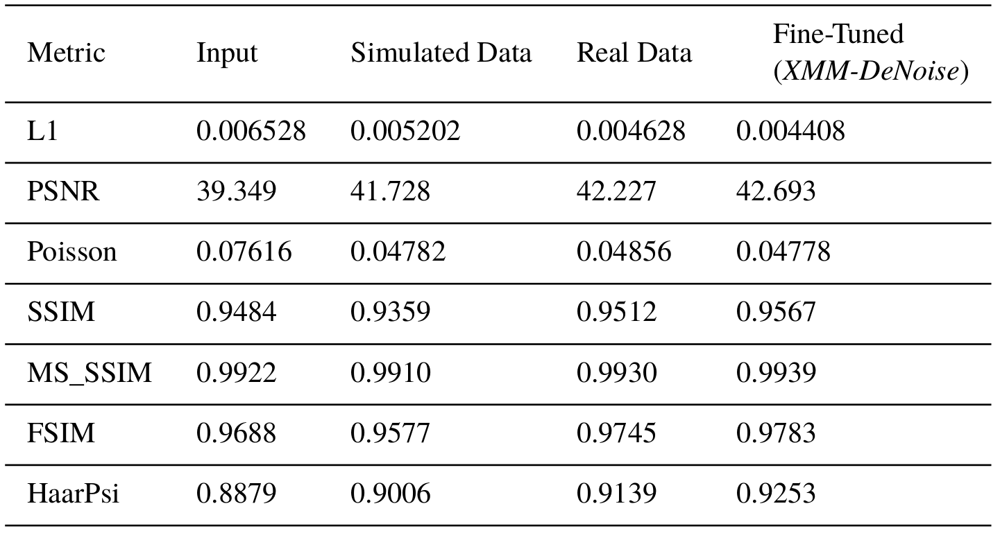 Metric Input Simulated Data Real Data Fine-Tuned
(XMM-DeNoise)
L1 0.006528 0.005202 0.004628 0.004408
PSNR 39.349 41.728 42.227 42.693
Poisson 0.07616 0.04782 0.04856 0.04778
SSIM 0.9484 0.9359 0.9512 0.9567
MS_SSIM 0.9922 0.9910 0.9930 0.9939
FSIM 0.9688 0.9577 0.9745 0.9783
HaarPsi 0.8879 0.9006 0.9139 0.9253